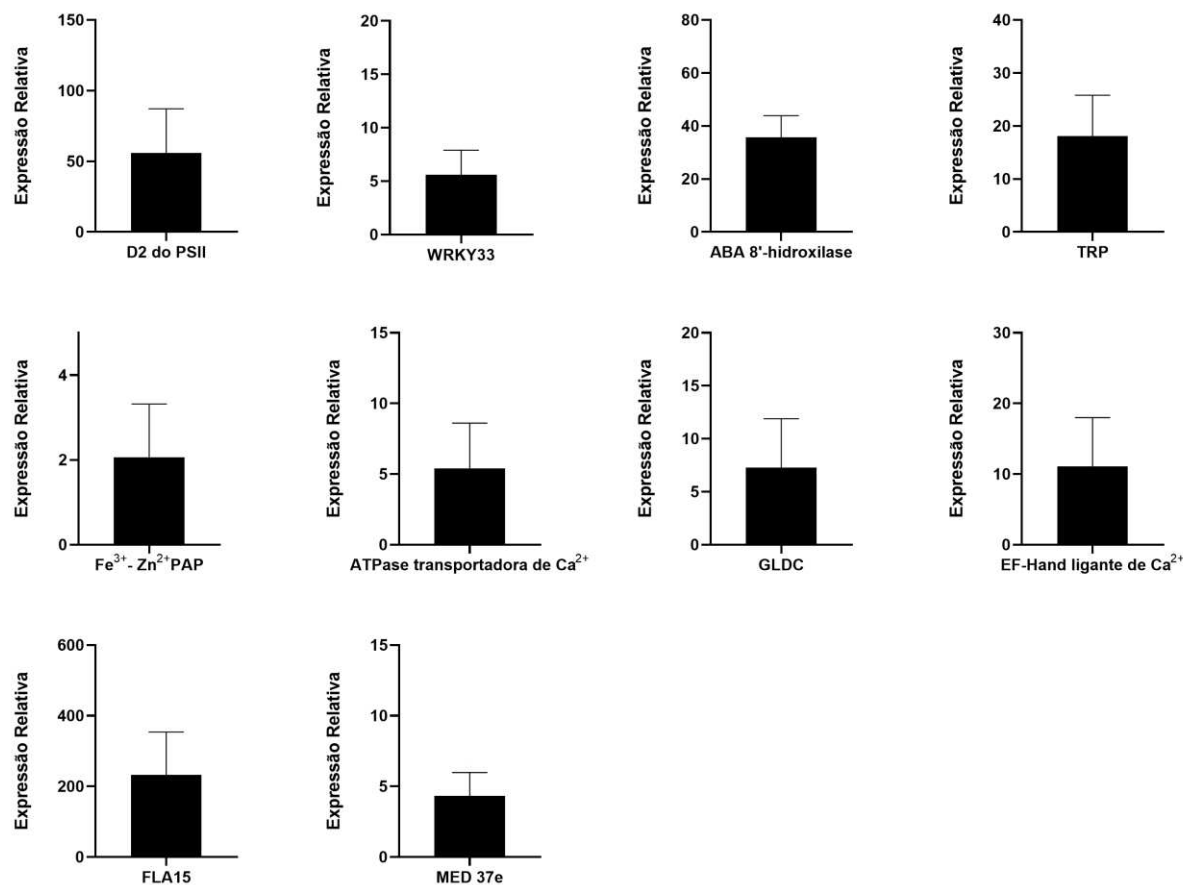 Expressão Relativa
150
100
50
0
D2 do PSII
Expressão Relativa
20
15
10
5
0
WRKY33
Expressão Relativa
80
60
40
20
0
ABA 8'-hidroxilase
Expressão Relativa
40
30
20
10
0
TRP
Expressão Relativa
4
2
0
Fe³⁺- Zn²⁺PAP
Expressão Relativa
15
10
5
0
ATPase transportadora de Ca²⁺
Expressão Relativa
20
15
10
5
0
GLDC
Expressão Relativa
30
20
10
0
EF-Hand ligante de Ca²⁺
Expressão Relativa
600
400
200
0
FLA15
Expressão Relativa
15
10
5
0
MED 37e